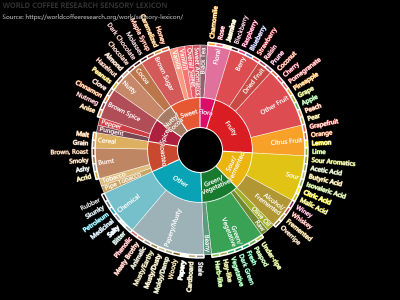 WORLD COFFEE RESEARCH SENSORY LEXICON
Source: https://worldcoffeeresearch.org/work/sensory-lexicon/
Floral
Fruity
Sour/
Fermented
Green/
Vegetative
Other
Roasted
Nutty/
Cocoa
Sweet
Floral
Berry
Dried Fruit
Other Fruit
Citrus Fruit
Sour
Alcohol/
Fermented
Olive Oil
Raw
Green/
Vegetative
Beany
Papery/Musty
Chemical
Pipe Tobacco
Tobacco
Burnt
Cereal
Pungent
Pepper
Brown Spice
Nutty
Cocoa
Brown Sugar
Vanilla
Vanillin
Overall Sweet
Sweet Aromatics
Black Tea
Chamomile
Rose
Jasmine
Blackberry
Raspberry
Blueberry
Strawberry
Raisin
Prune
Coconut
Cherry
Pomegranate
Pineapple
Grape
Apple
Peach
Pear
Grapefruit
Orange
Lemon
Lime
Sour Aromatics
Acetic Acid
Butyric Acid
Isovaleric Acid
Citric Acid
Malic Acid
Winey
Whiskey
Fermented
Overripe
Under-ripe
Peapod
Fresh
Dark Green
Vegetative
Hay-like
Herb-like
Stale
Cardboard
Papery
Woody
Moldy/Damp
Musty/Dusty
Musty/Earthy
Animalic
Meaty Brothy
Phenolic
Bitter
Salty
Medicinal
Petroleum
Skunky
Rubber
Acrid
Ashy
Smoky
Brown, Roast
Grain
Malt
Anise
Nutmeg
Cinnamon
Clove
Peanut
Hazelnut
Almond
Chocolate
Dark Chocolate
Molasses
Maple Syrup
Caramelized
Honey